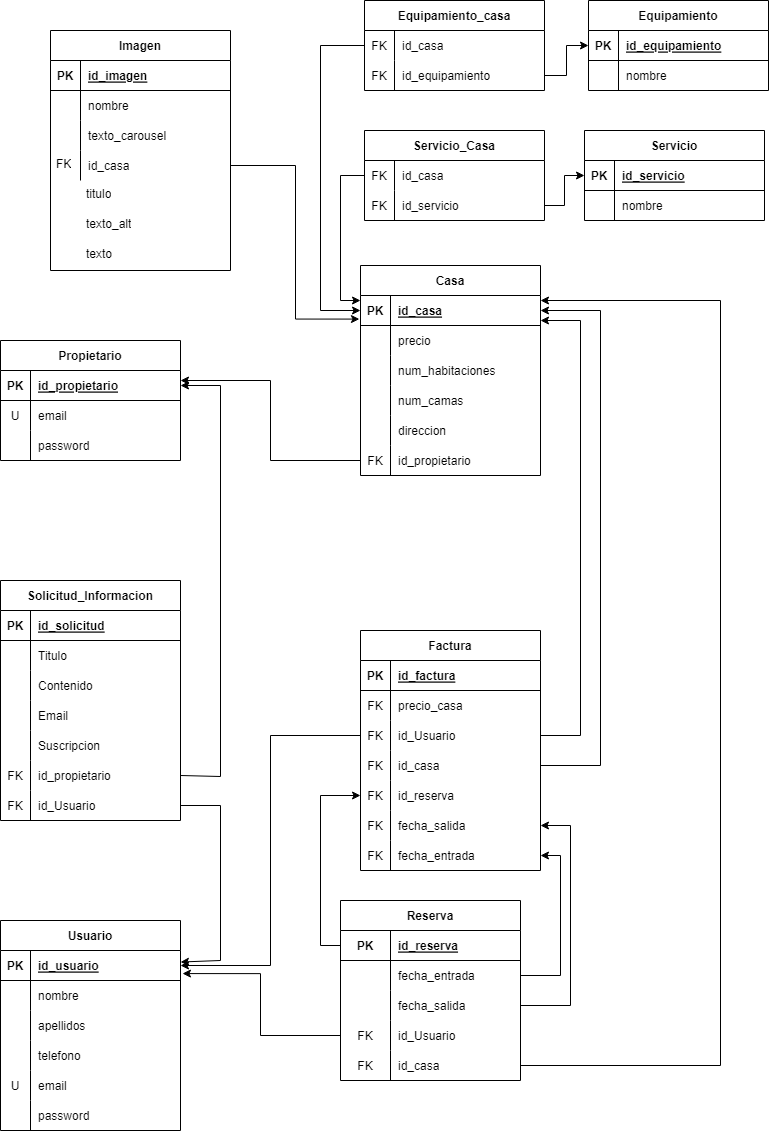 Equipamiento_casa
FK id_casa
FK id_equipamiento
Equipamiento
PK id_equipamiento
nombre
Imagen
PK id_imagen
nombre
texto_carousel
FK id_casa
titulo
texto_alt
texto
Servicio_Casa
FK id_casa
FK id_servicio
Servicio
PK id_servicio
nombre
Casa
PK id_casa
precio
num_habitaciones
num_camas
direccion
FK id_propietario
Propietario
PK id_propietario
U email
password
Solicitud_Informacion
PK id_solicitud
Titulo
Contenido
Email
Suscripcion
FK id_propietario
FK id_Usuario
Factura
PK id_factura
FK precio_casa
FK id_Usuario
FK id_casa
FK id_reserva
FK fecha_salida
FK fecha_entrada
Reserva
PK id_reserva
fecha_entrada
fecha_salida
FK id_Usuario
FK id_casa
Usuario
PK id_usuario
nombre
apellidos
telefono
U email
password